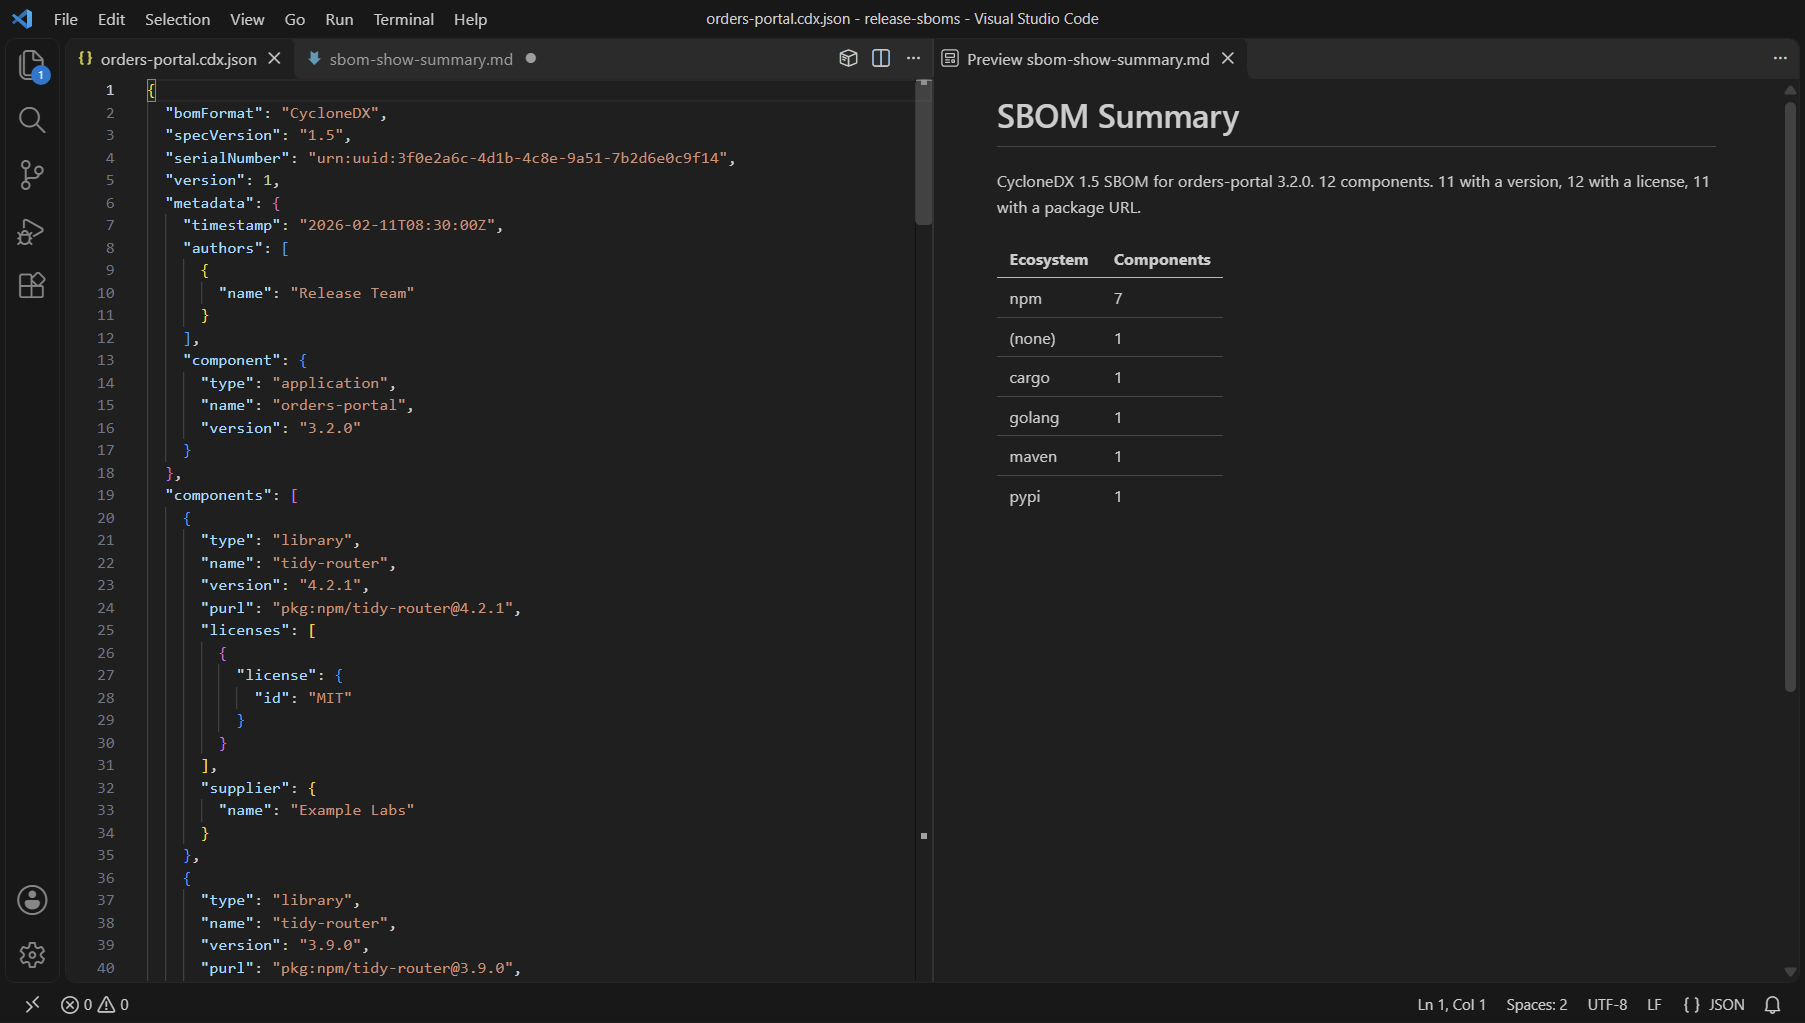 File Edit Selection View Go Run Terminal Help
orders-portal.cdx.json - release-sboms - Visual Studio Code
{} orders-portal.cdx.json
sbom-show-summary.md
Preview sbom-show-summary.md
1
1 {
2 "bomFormat": "CycloneDX",
3 "specVersion": "1.5",
4 "serialNumber": "urn:uuid:3f0e2a6c-4d1b-4c8e-9a51-7b2d6e0c9f14",
5 "version": 1,
6 "metadata": {
7 "timestamp": "2026-02-11T08:30:00Z",
8 "authors": [
9 {
10 "name": "Release Team"
11 }
12 ],
13 "component": {
14 "type": "application",
15 "name": "orders-portal",
16 "version": "3.2.0"
17 }
18 },
19 "components": [
20 {
21 "type": "library",
22 "name": "tidy-router",
23 "version": "4.2.1",
24 "purl": "pkg:npm/tidy-router@4.2.1",
25 "licenses": [
26 {
27 "license": {
28 "id": "MIT"
29 }
30 }
31 ],
32 "supplier": {
33 "name": "Example Labs"
34 }
35 },
36 {
37 "type": "library",
38 "name": "tidy-router",
39 "version": "3.9.0",
40 "purl": "pkg:npm/tidy-router@3.9.0",
SBOM Summary
CycloneDX 1.5 SBOM for orders-portal 3.2.0. 12 components. 11 with a version, 12 with a license, 11
with a package URL.
Ecosystem Components
npm 7
(none) 1
cargo 1
golang 1
maven 1
pypi 1
0 0
Ln 1, Col 1 Spaces: 2 UTF-8 LF {} JSON